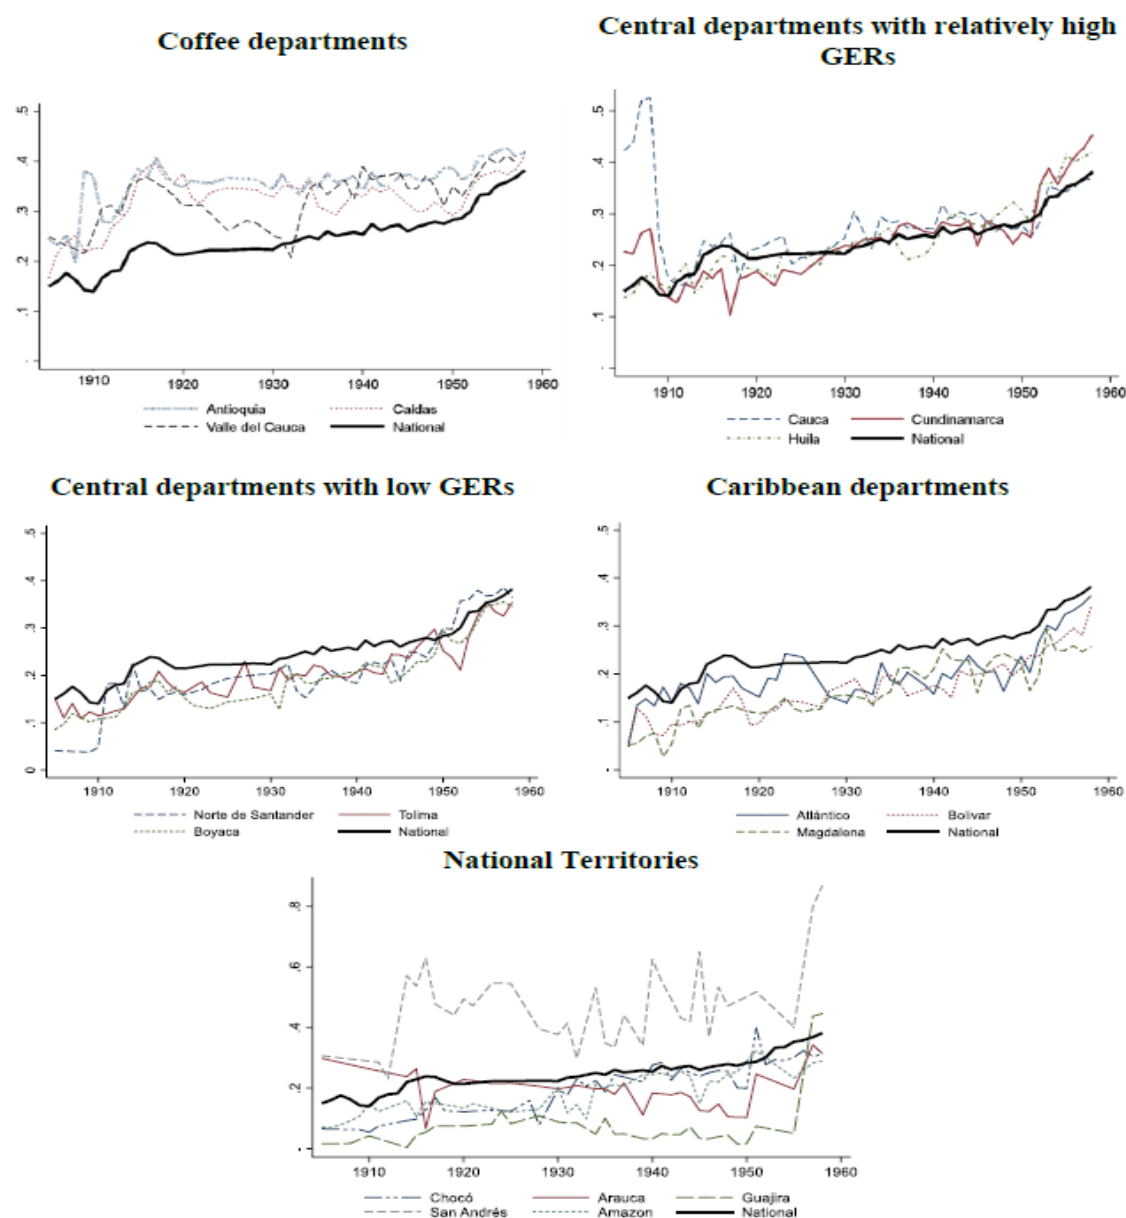 Coffee departments
.5
.4
.3
.2
.1
.
1910 1920 1930 1940 1950 1960
Antioquia Caldas
Valle del Cauca National
Central departments with relatively high
GERs
.5
.4
.3
.2
.1
.
1910 1920 1930 1940 1950 1960
Cauca Cundinamarca
Huila National
Central departments with low GERs
.5
.4
.3
.2
.1
0
1910 1920 1930 1940 1950 1960
Norte de Santander Tolima
Boyaca National
Caribbean departments
.5
.4
.3
.2
.1
.
1910 1920 1930 1940 1950 1960
Atlántico Bolivar
Magdalena National
National Territories
.8
.6
.4
.2
.
1910 1920 1930 1940 1950 1960
Chocó Arauca Guajira
San Andrés Amazon National